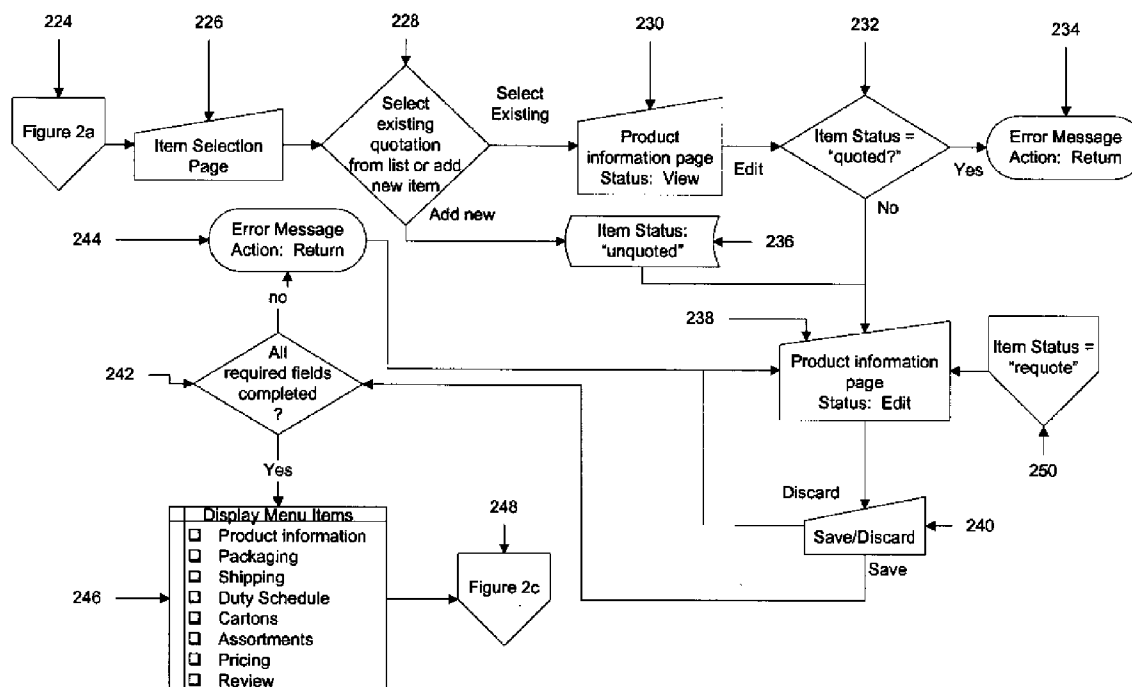 224
226
228
230
232
234
Figure 2a
Item Selection
Page
Select
existing
quotation
from list or add
new item
Select
Existing
Product
information page
Status: View
Edit
Item Status =
“quoted?”
Yes
Error Message
Action: Return
No
Add new
244
Error Message
Action: Return
Item Status:
“unquoted”
236
no
238
242
All
required fields
completed
?
Product information
page
Status: Edit
Item Status =
“requote”
250
Yes
Discard
Save/Discard
240
Save
246
Display Menu Items
Product information
Packaging
Shipping
Duty Schedule
Cartons
Assortments
Pricing
Review
248
Figure 2c